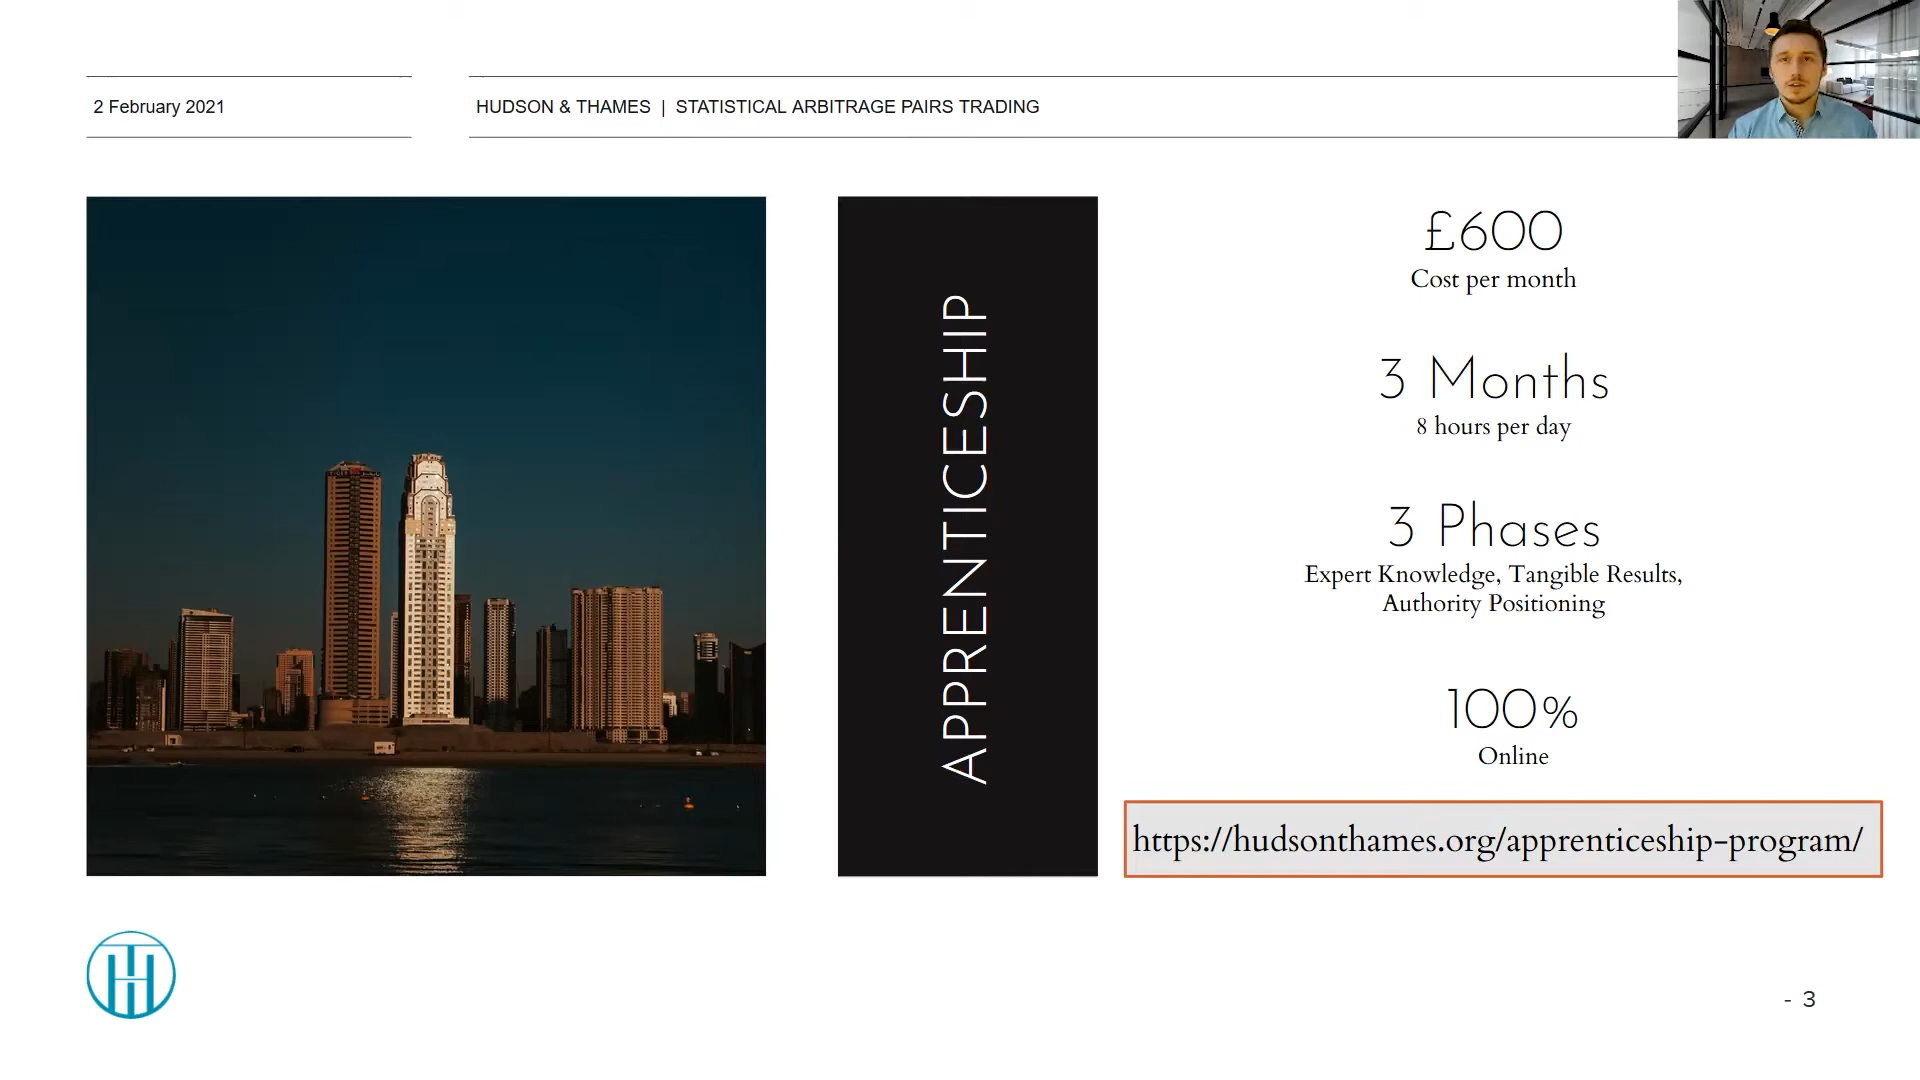 2 February 2021
HUDSON & THAMES | STATISTICAL ARBITRAGE PAIRS TRADING
APPRENTICESHIP
£600
Cost per month
3 Months
8 hours per day
3 Phases
Expert Knowledge, Tangible Results,
Authority Positioning
100%
Online
https://hudsonthames.org/apprenticeship-program/
- 3